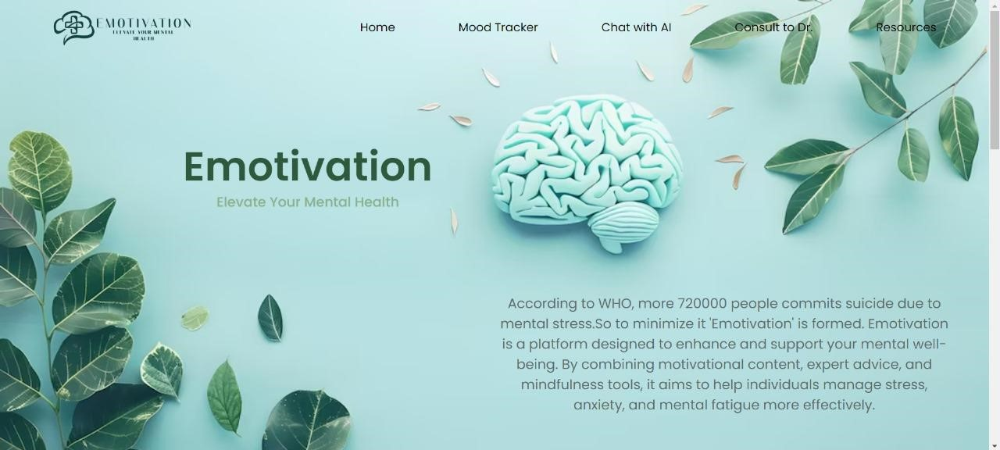 EMOTIVATION
ELEVATE YOUR MENTAL
HEALTH
Home Mood Tracker Chat with AI Consult to Dr. Resources
Emotivation
Elevate Your Mental Health
According to WHO, more 720000 people commits suicide due to
mental stress.So to minimize it 'Emotivation' is formed. Emotivation
is a platform designed to enhance and support your mental well-
being. By combining motivational content, expert advice, and
mindfulness tools, it aims to help individuals manage stress,
anxiety, and mental fatigue more effectively.